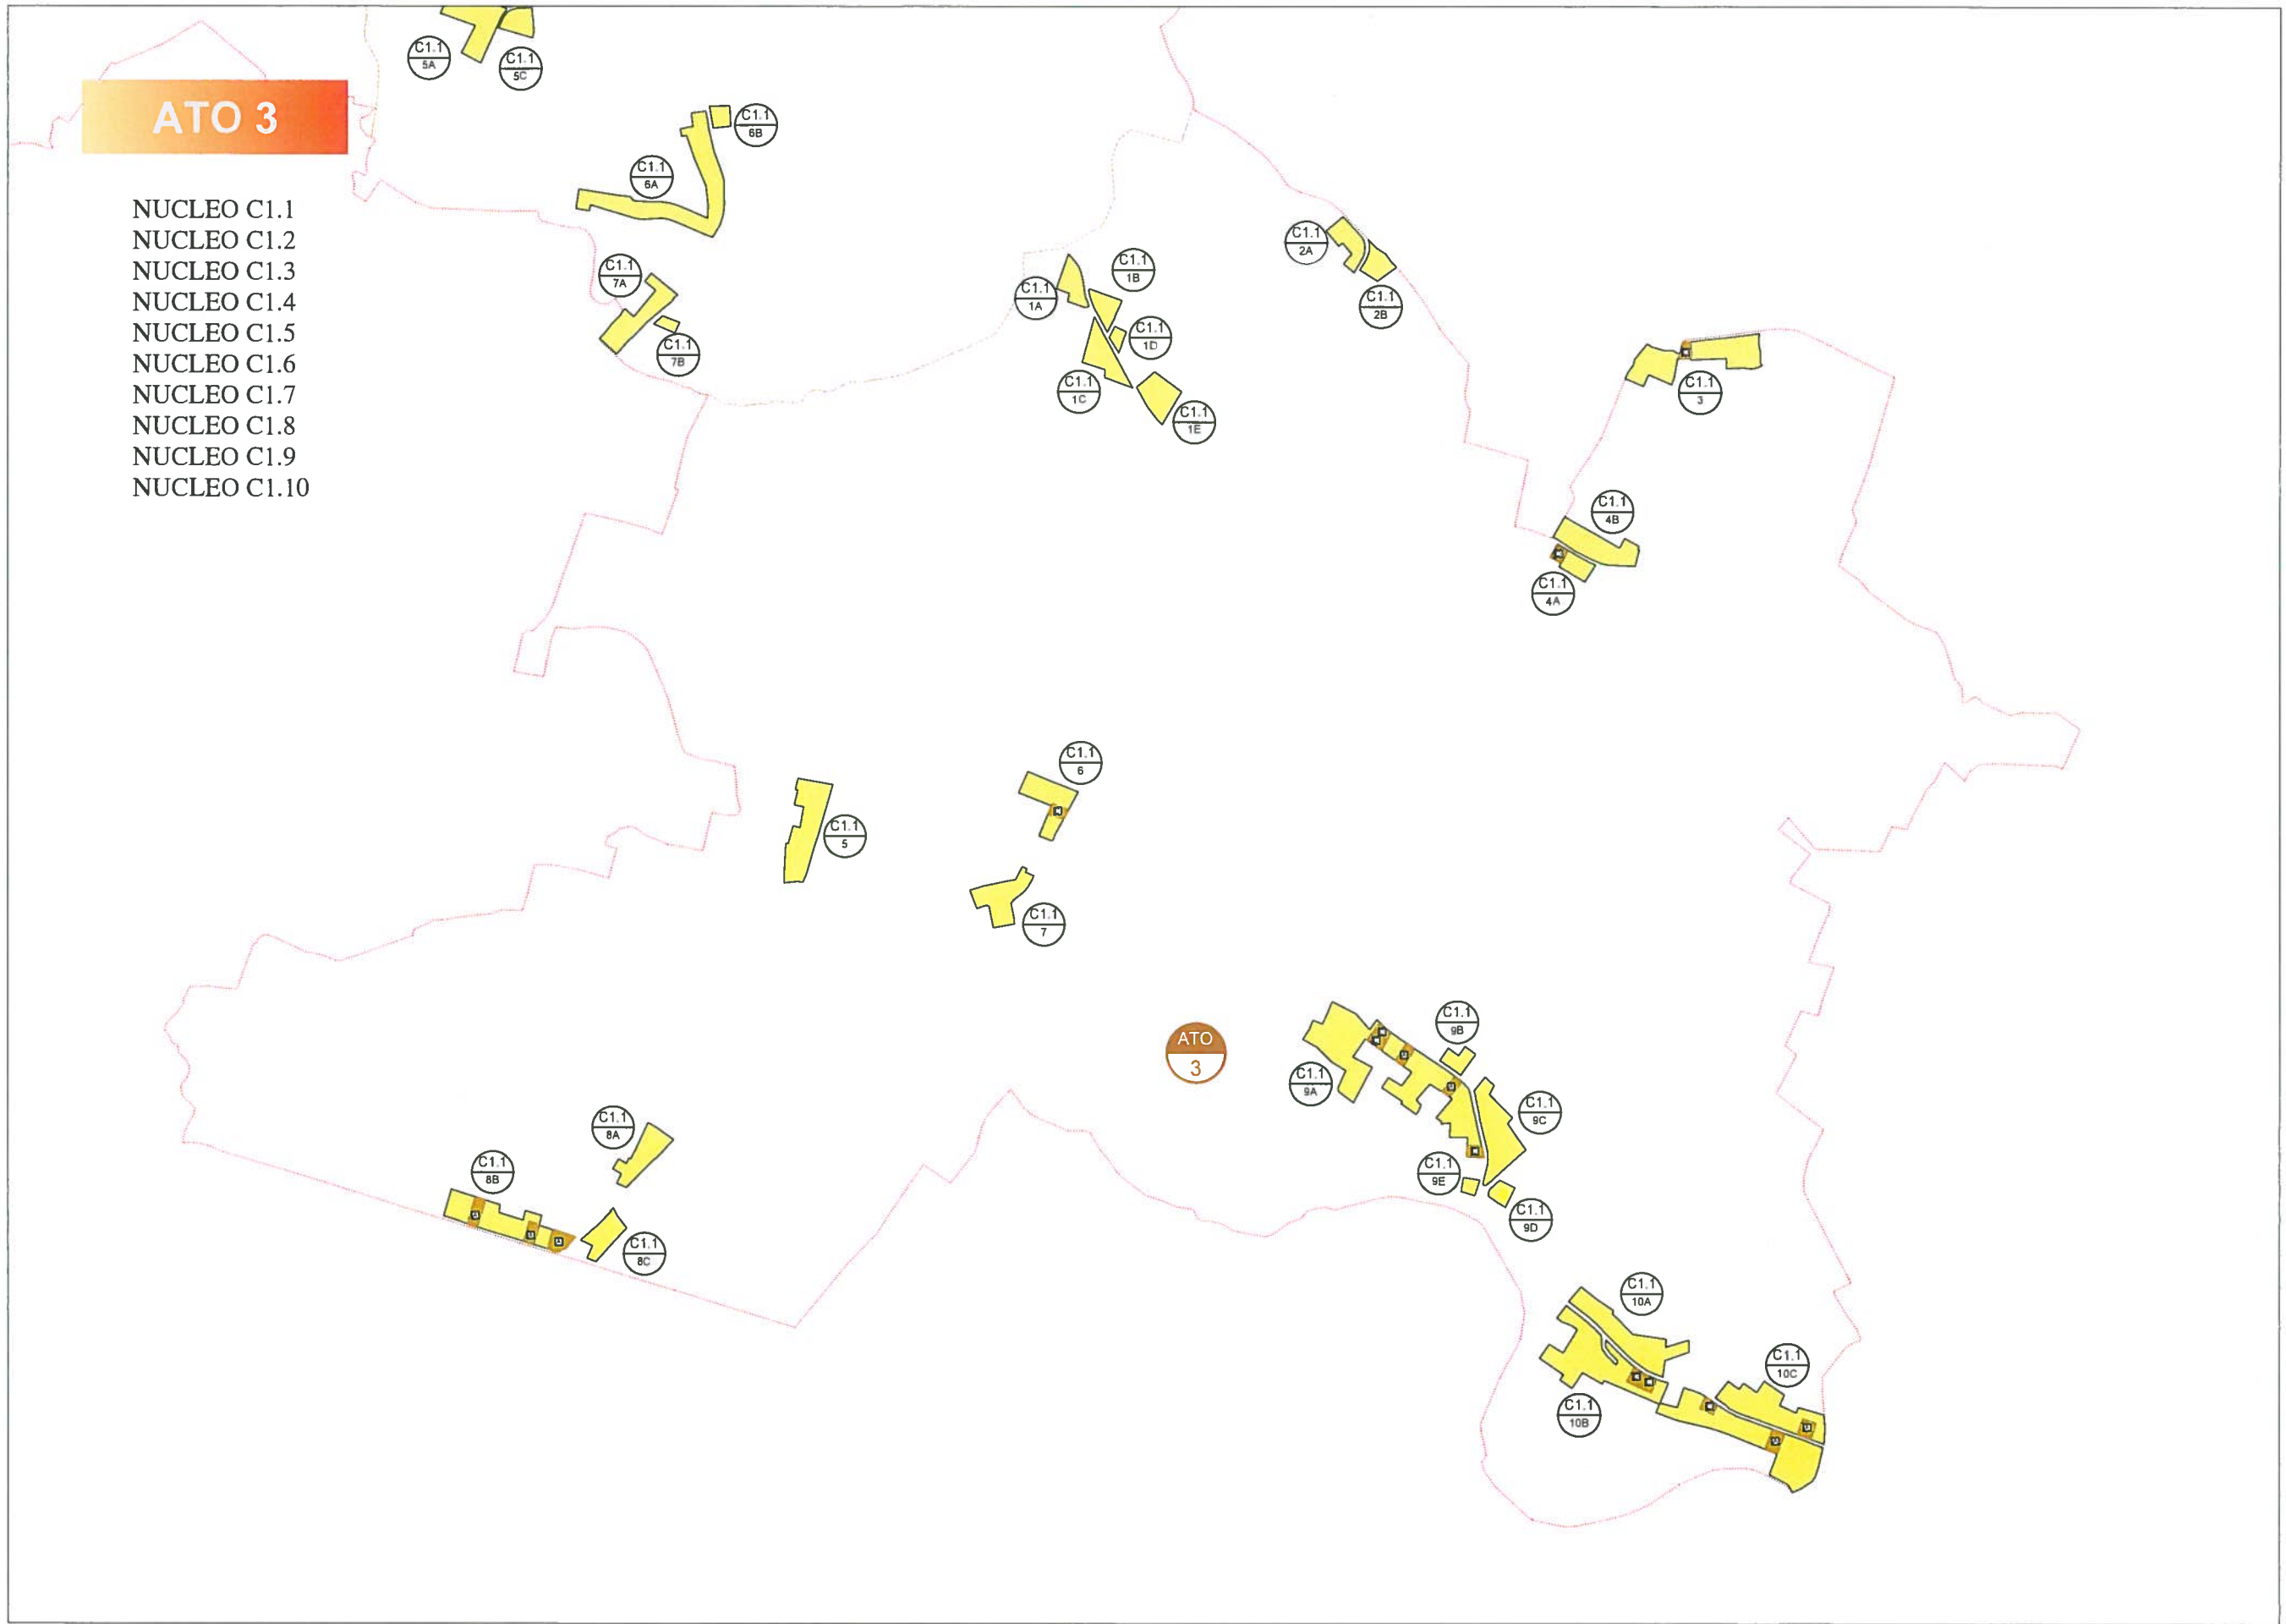 C1.1
5A
C1.1
5C
ATO 3
C1.1
6B
C1.1
6A
NUCLEO C1.1
NUCLEO C1.2
NUCLEO C1.3
NUCLEO C1.4
NUCLEO C1.5
NUCLEO C1.6
NUCLEO C1.7
NUCLEO C1.8
NUCLEO C1.9
NUCLEO C1.10
C1.1
2A
C1.1
7A
C1.1
1B
C1.1
1A
C1.1
2B
C1.1
1D
C1.1
7B
C1.1
1C
C1.1
3
C1.1
1E
C1.1
4B
C1.1
4A
C1.1
6
C1.1
5
C1.1
7
C1.1
9B
ATO
3
C1.1
9A
C1.1
9C
C1.1
8A
C1.1
8B
C1.1
9E
C1.1
9D
C1.1
8C
C1.1
10A
C1.1
10C
C1.1
10B